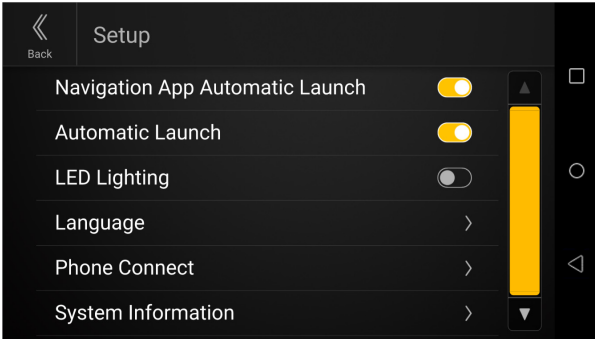 Back
Setup
Navigation App Automatic Launch
Automatic Launch
LED Lighting
Language
Phone Connect
System Information